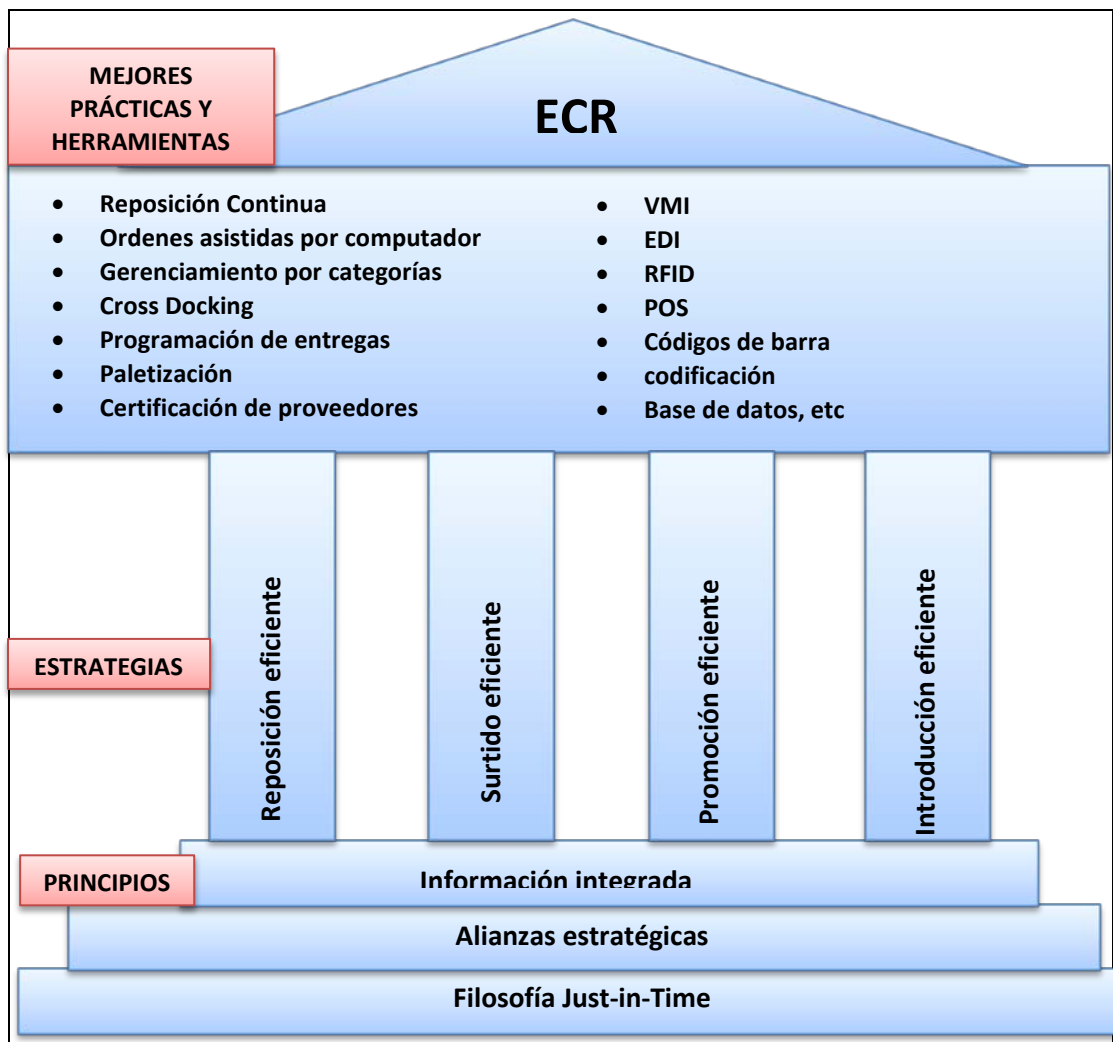 MEJORES
PRÁCTICAS Y
HERRAMIENTAS
ECR
• Reposición Continua
• Ordenes asistidas por computador
• Gerenciamiento por categorías
• Cross Docking
• Programación de entregas
• Paletización
• Certificación de proveedores
• VMI
• EDI
• RFID
• POS
• Códigos de barra
• codificación
• Base de datos, etc
ESTRATEGIAS
Reposición eficiente
Surtido eficiente
Promoción eficiente
Introducción eficiente
PRINCIPIOS
Información integrada
Alianzas estratégicas
Filosofía Just-in-Time